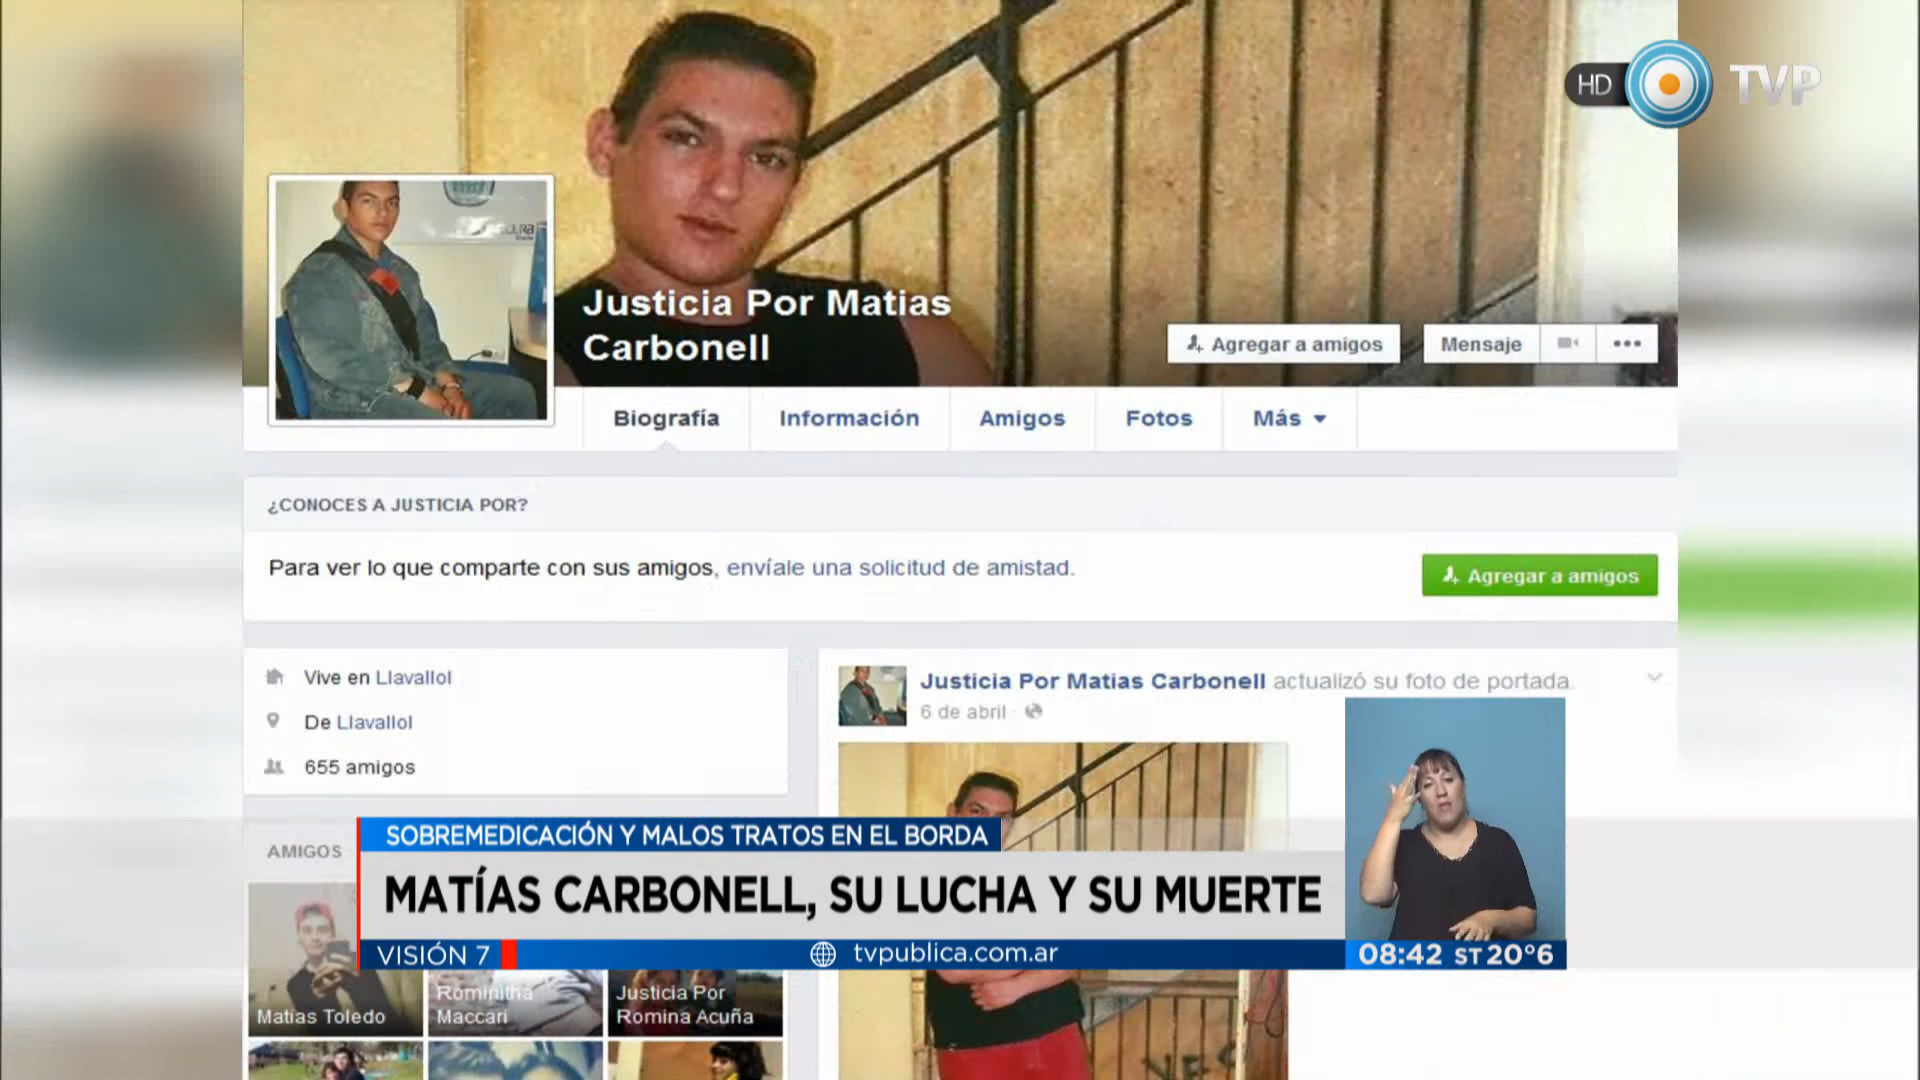 HD TVP
Justicia Por Matias
Carbonell
Agregar a amigos
Mensaje
Biografía
Información
Amigos
Fotos
Más
¿CONOCES A JUSTICIA POR?
Para ver lo que comparte con sus amigos, envíale una solicitud de amistad.
Agregar a amigos
Vive en Llavallol
De Llavallol
655 amigos
AMIGOS
Justicia Por Matias Carbonell actualizó su foto de portada.
6 de abril
SOBREMEDICACIÓN Y MALOS TRATOS EN EL BORDA
MATÍAS CARBONELL, SU LUCHA Y SU MUERTE
VISIÓN 7
tvpublica.com.ar
08:42 ST 20°6
Matias Toledo
Rominitha
Maccari
Justicia Por
Romina Acuña